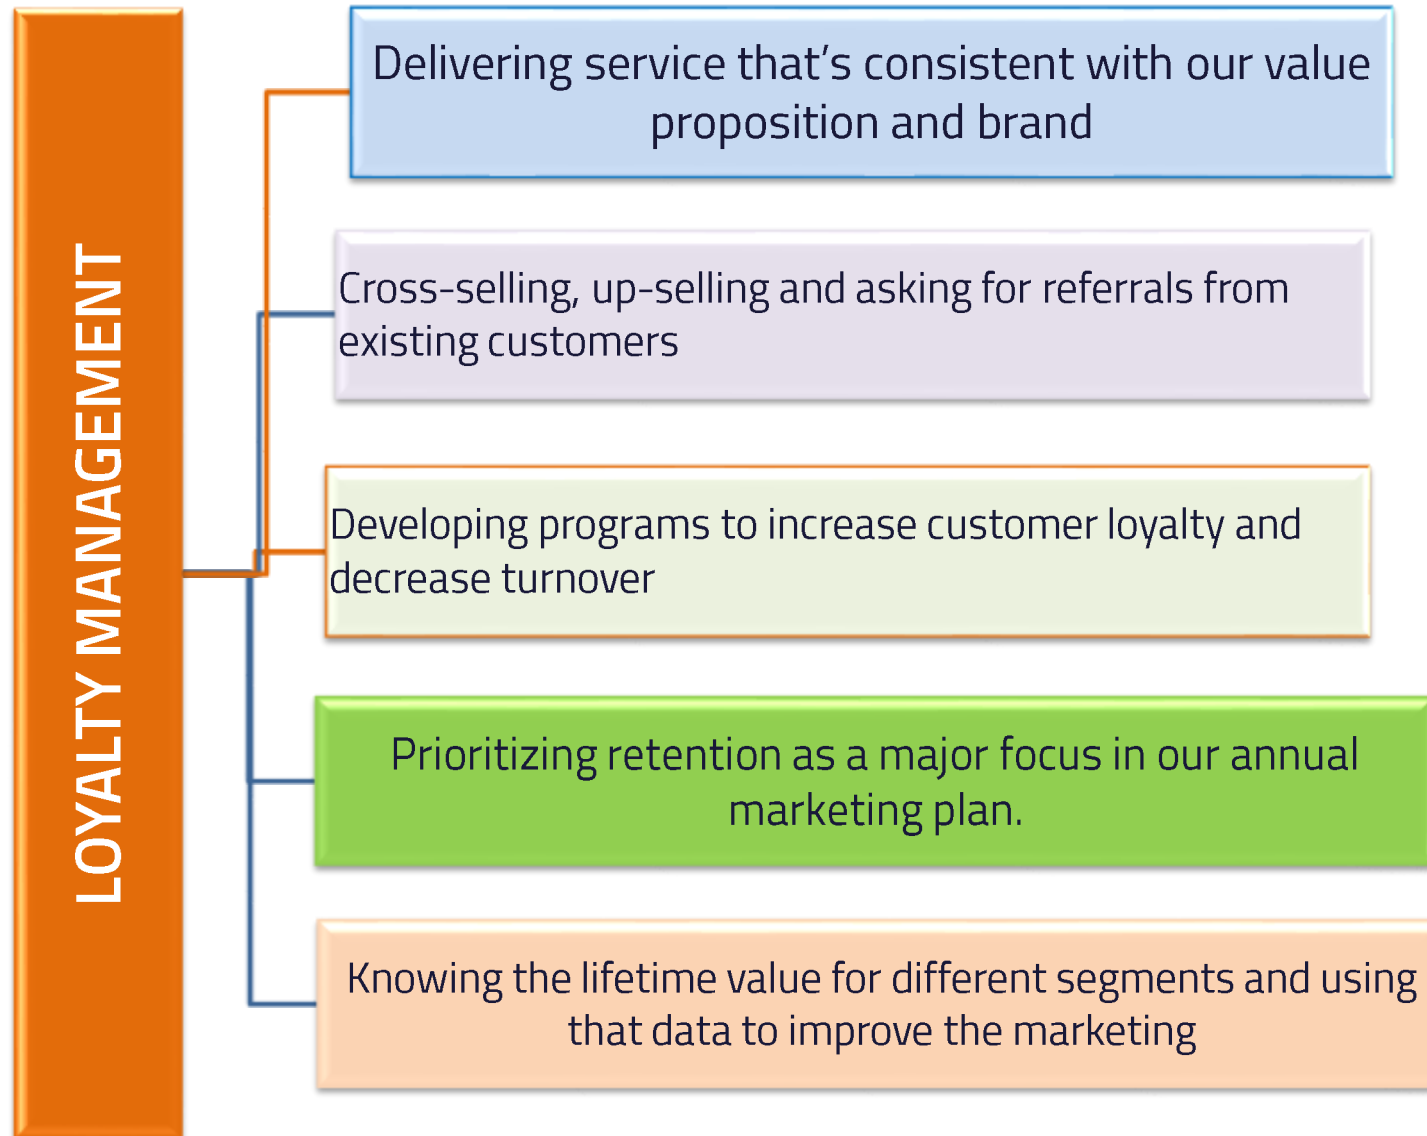 LOYALTY MANAGEMENT
Delivering service that’s consistent with our value
proposition and brand
Cross-selling, up-selling and asking for referrals from
existing customers
Developing programs to increase customer loyalty and
decrease turnover
Prioritizing retention as a major focus in our annual
marketing plan.
Knowing the lifetime value for different segments and using
that data to improve the marketing